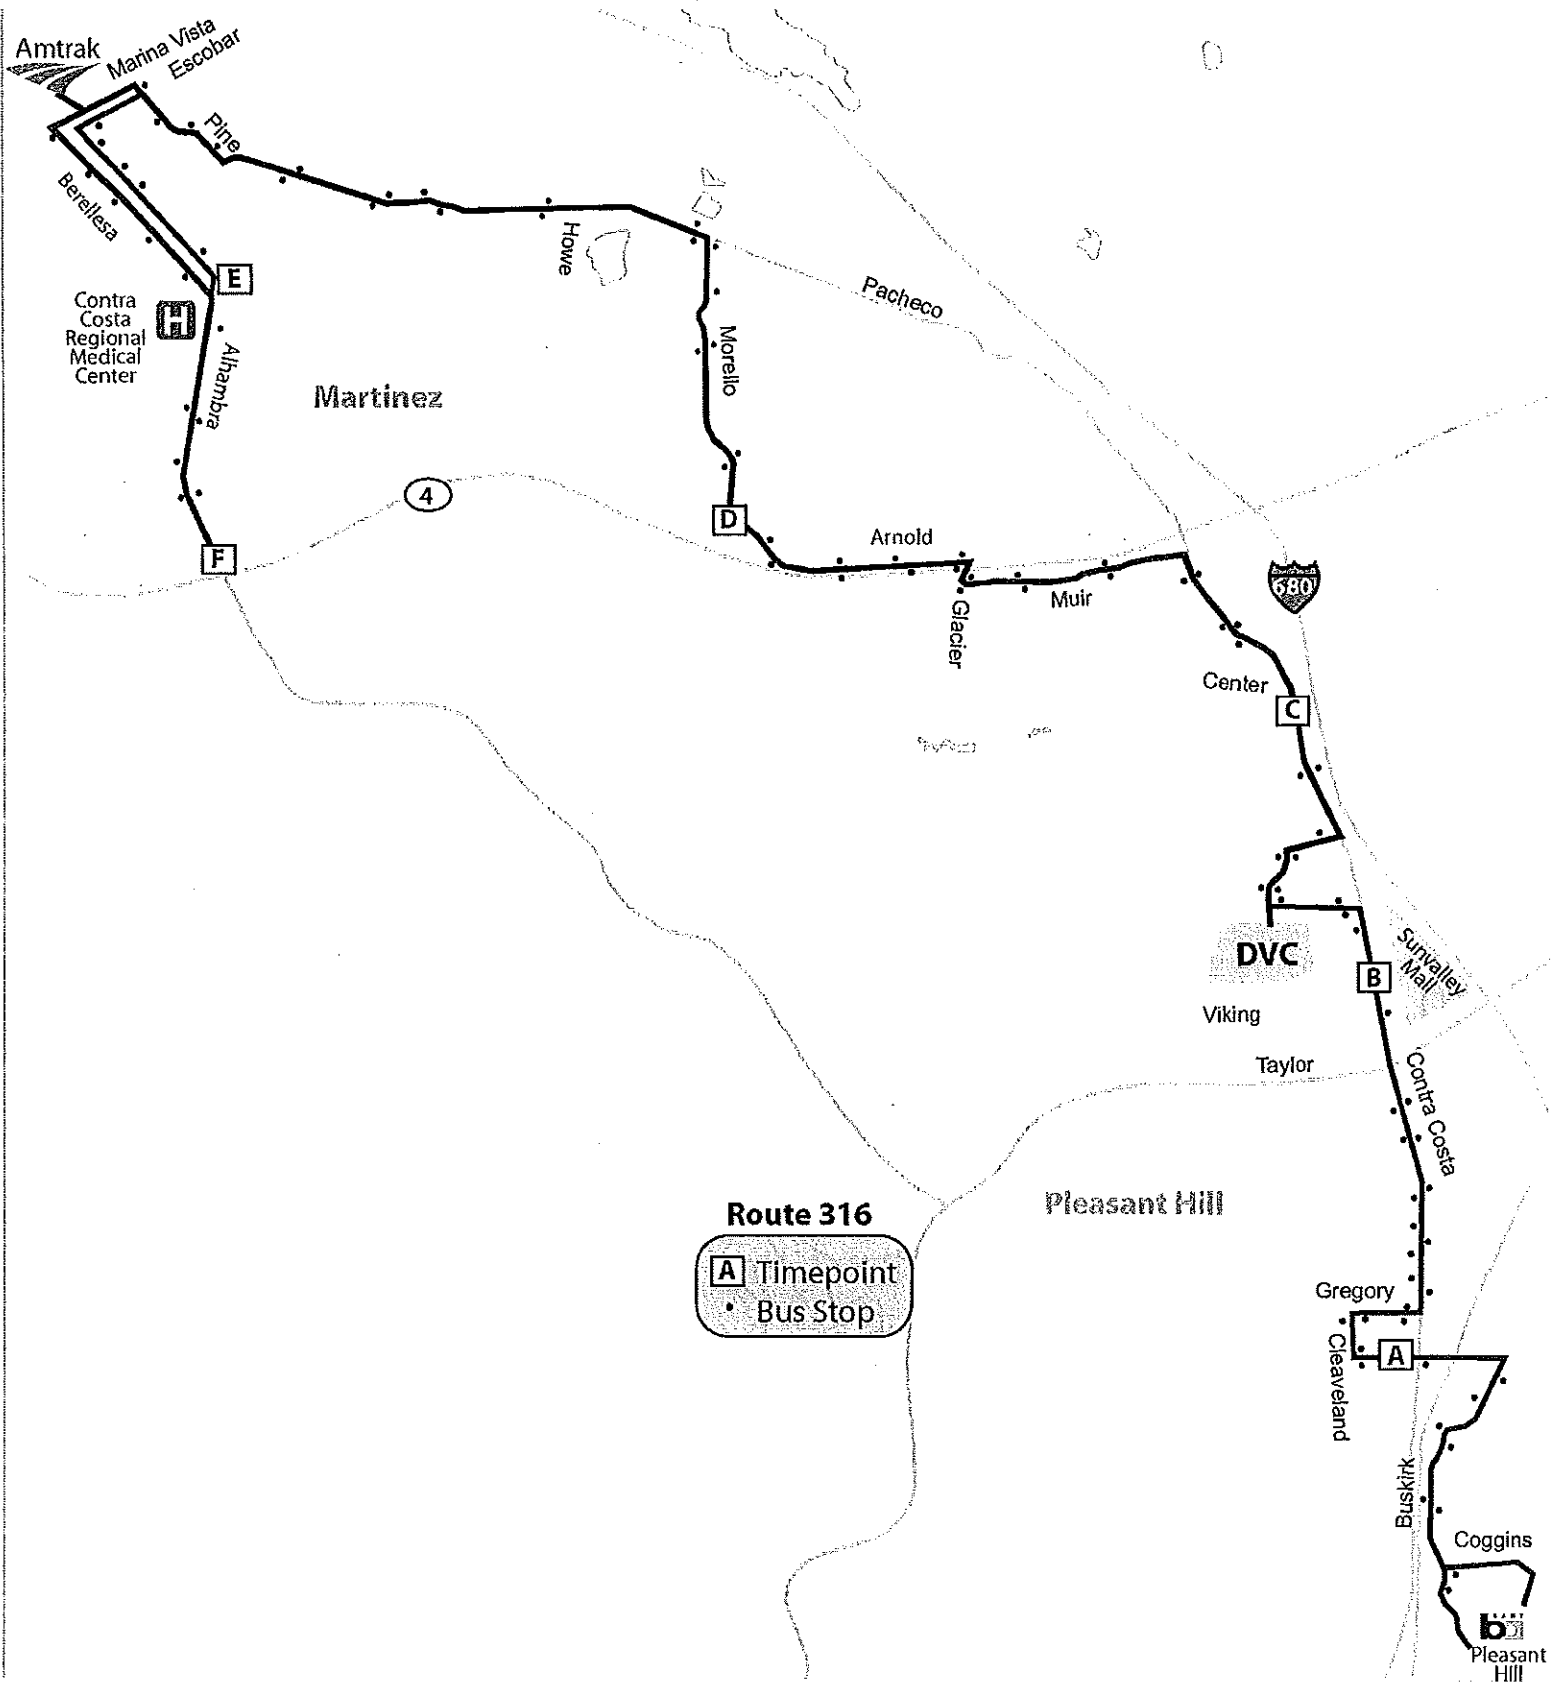 Amtrak
Marina Vista
Escobar
Pine
Berellesa
E
Contra
Costa
Regional
Medical
Center
H
Alhambra
Martinez
Howe
Pacheco
Morello
4
F
D
Arnold
Glacier
Muir
680
Center
C
DVC
Sunvalley
Mall
B
Viking
Taylor
Contra Costa
Route 316
A Timepoint
Bus Stop
Pleasant Hill
Gregory
Cleaveland
A
Buskirk
Coggins
Pleasant
Hill